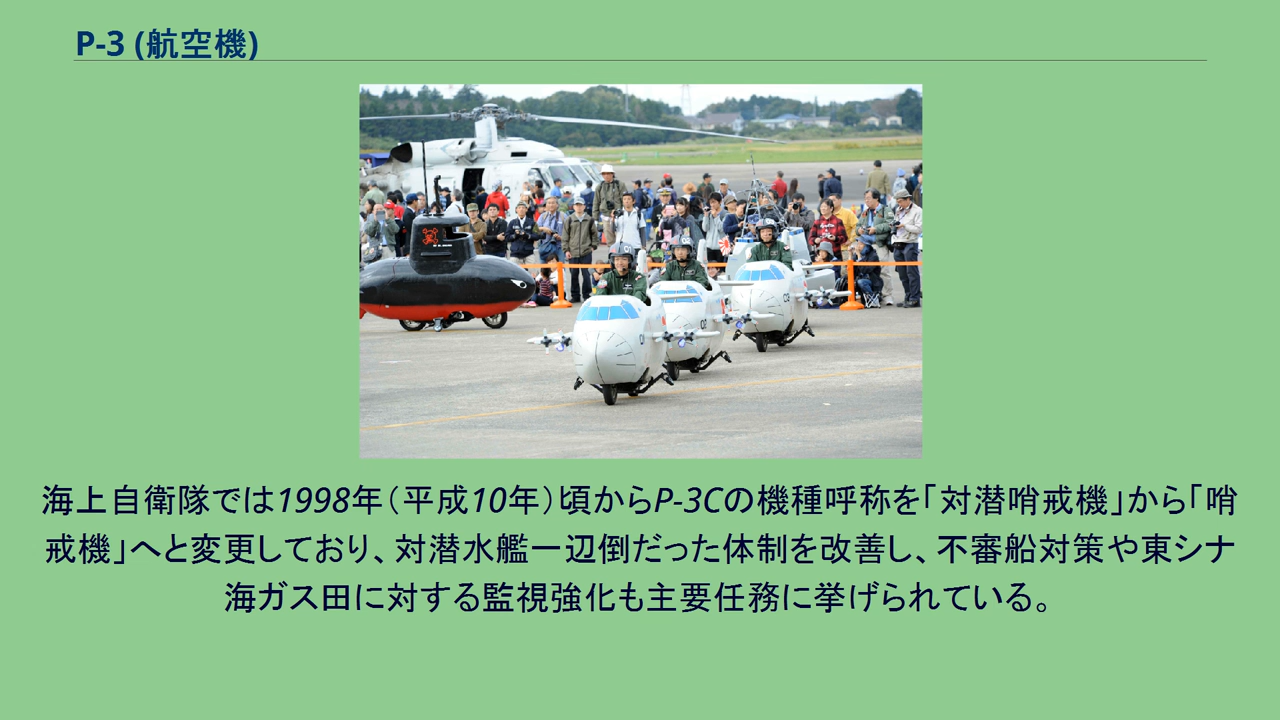 P-3 (航空機)
海上自衛隊では1998年（平成10年）頃からP-3Cの機種呼称を「対潜哨戒機」から「哨
戒機」へと変更しており、対潜水艦一辺倒だった体制を改善し、不審船対策や東シナ
海ガス田に対する監視強化も主要任務に挙げられている。